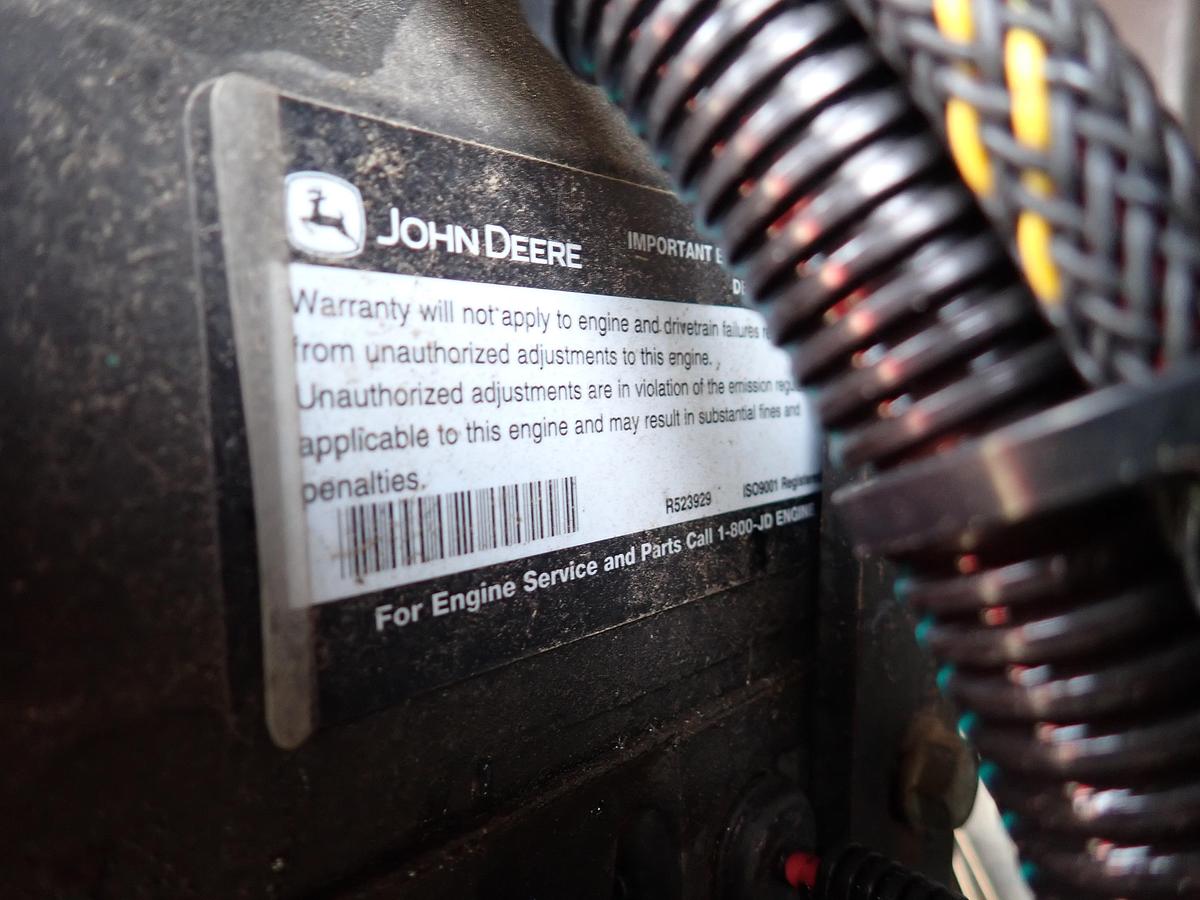 JOHN DEERE
IMPORTANT
Warranty will not apply to engine and drivetrain failures
from unauthorized adjustments to this engine.
Unauthorized adjustments are in violation of the emission
applicable to this engine and may result in substantial fines and
penalties.
R523929
ISO9001
For Engine Service and Parts Call 1-800-JD ENGINE